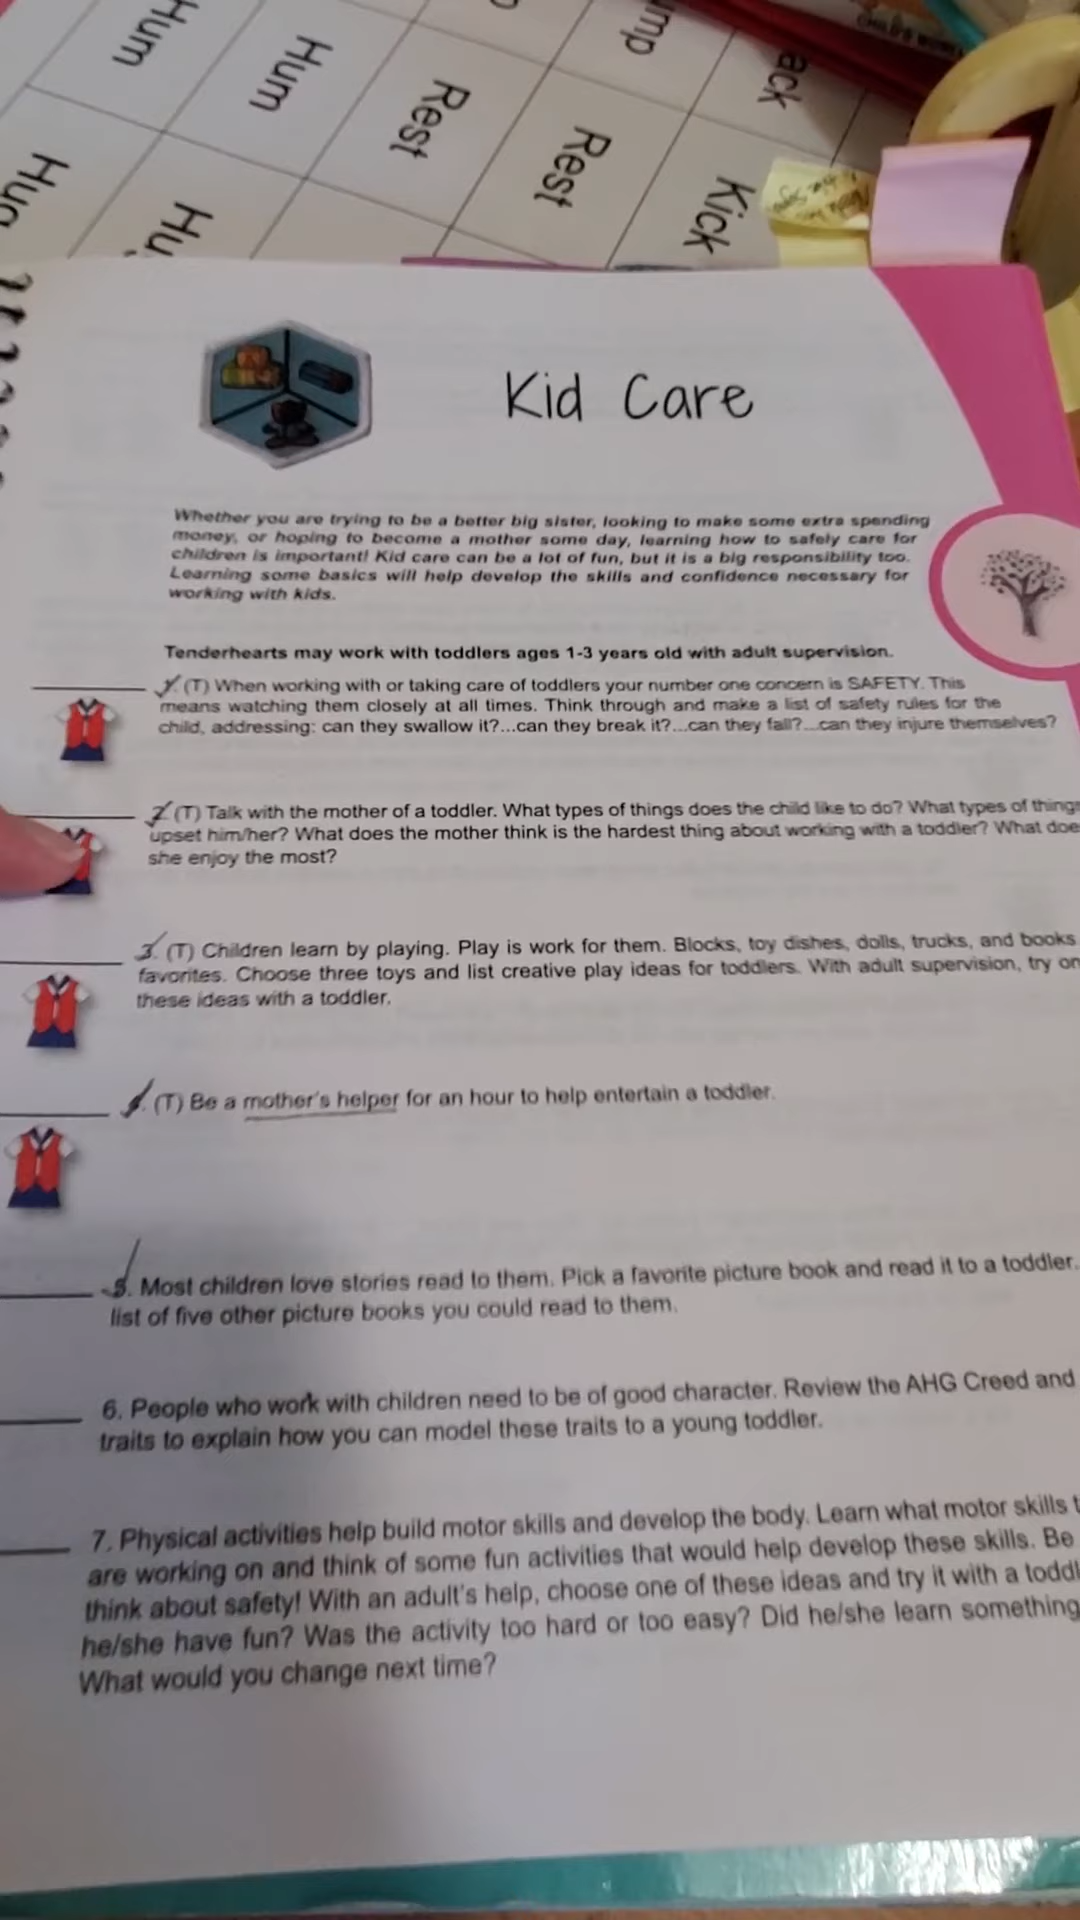 Hum
Hum
Rest
Rest
Kick
Kid Care
Whether you are trying to be a better big sister, looking to make some extra spending
money, or hoping to become a mother some day, learning how to safely care for
children is important! Kid care can be a lot of fun, but it is a big responsibility too.
Learning some basics will help develop the skills and confidence necessary for
working with kids.
Tenderhearts may work with toddlers ages 1-3 years old with adult supervision.
1. (T) When working with or taking care of toddlers your number one concern is SAFETY. This
means watching them closely at all times. Think through and make a list of safety rules for the
child, addressing: can they swallow it?...can they break it?...can they fall?...can they injure themselves?
2. (T) Talk with the mother of a toddler. What types of things does the child like to do? What types of things
upset him/her? What does the mother think is the hardest thing about working with a toddler? What doe
she enjoy the most?
3. (T) Children learn by playing. Play is work for them. Blocks, toy dishes, dolls, trucks, and books
favorites. Choose three toys and list creative play ideas for toddlers. With adult supervision, try on
these ideas with a toddler.
(T) Be a mother's helper for an hour to help entertain a toddler.
5. Most children love stories read to them. Pick a favorite picture book and read it to a toddler.
list of five other picture books you could read to them.
6. People who work with children need to be of good character. Review the AHG Creed and
traits to explain how you can model these traits to a young toddler.
7. Physical activities help build motor skills and develop the body. Learn what motor skills t
are working on and think of some fun activities that would help develop these skills. Be
think about safety! With an adult's help, choose one of these ideas and try it with a toddl
he/she have fun? Was the activity too hard or too easy? Did he/she learn something
What would you change next time?